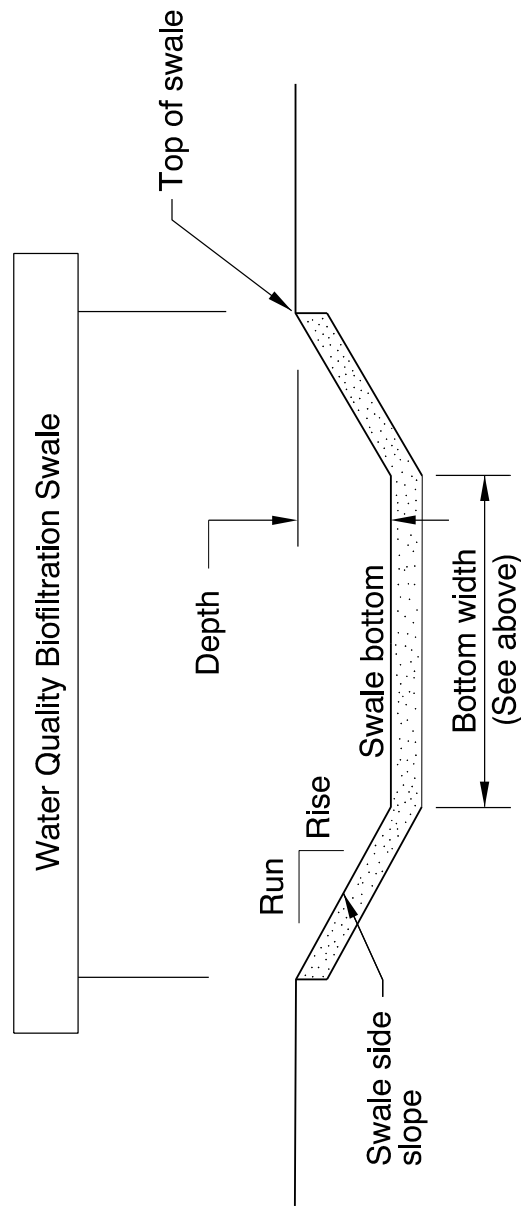 Water Quality Biofiltration Swale
Top of swale
Depth
Run
Rise
Swale bottom
Swale side
slope
Bottom width
(See above)